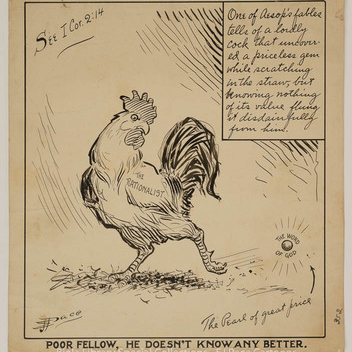 See I Cor. 2:14
One of Aesop's fables
tells of a lordly
cock that uncover-
ed a priceless gem
while scratching
in the straw, but
knowing nothing
of its value flung
it disdainfully
from him.
THE
RATIONALIST
THE WORD
OF GOD
The Pearl of great price
EJPace
POOR FELLOW, HE DOESN'T KNOW ANY BETTER.